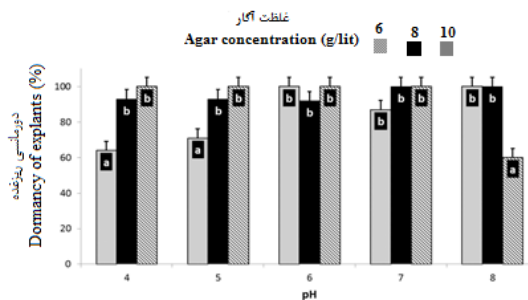 غلظت آگار
Agar concentration (g/lit) 6 8 10
دورمانسی ریزغده
Dormancy of explants (%)
100
80
60
40
20
0
a b b
a b b
b b b
b b b
b b a
4 5 6 7 8
pH